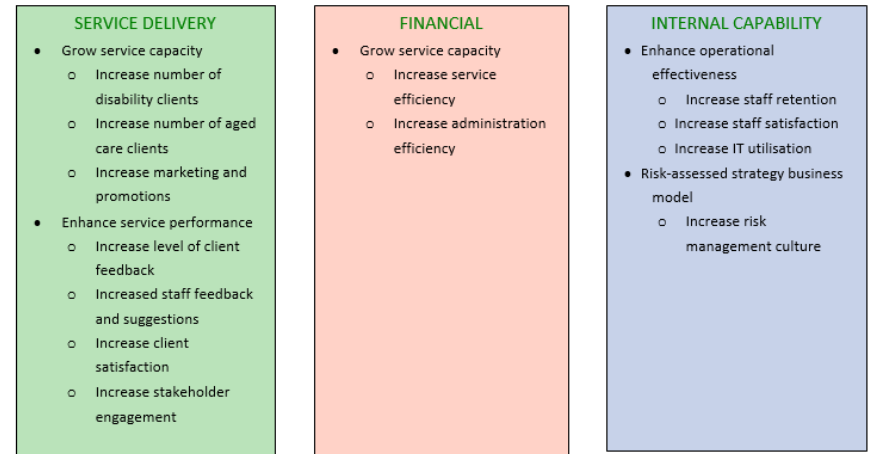 SERVICE DELIVERY
• Grow service capacity
o Increase number of
disability clients
o Increase number of aged
care clients
o Increase marketing and
promotions
• Enhance service performance
o Increase level of client
feedback
o Increased staff feedback
and suggestions
o Increase client
satisfaction
o Increase stakeholder
engagement
FINANCIAL
• Grow service capacity
o Increase service
efficiency
o Increase administration
efficiency
INTERNAL CAPABILITY
• Enhance operational
effectiveness
o Increase staff retention
o Increase staff satisfaction
o Increase IT utilisation
• Risk-assessed strategy business
model
o Increase risk
management culture